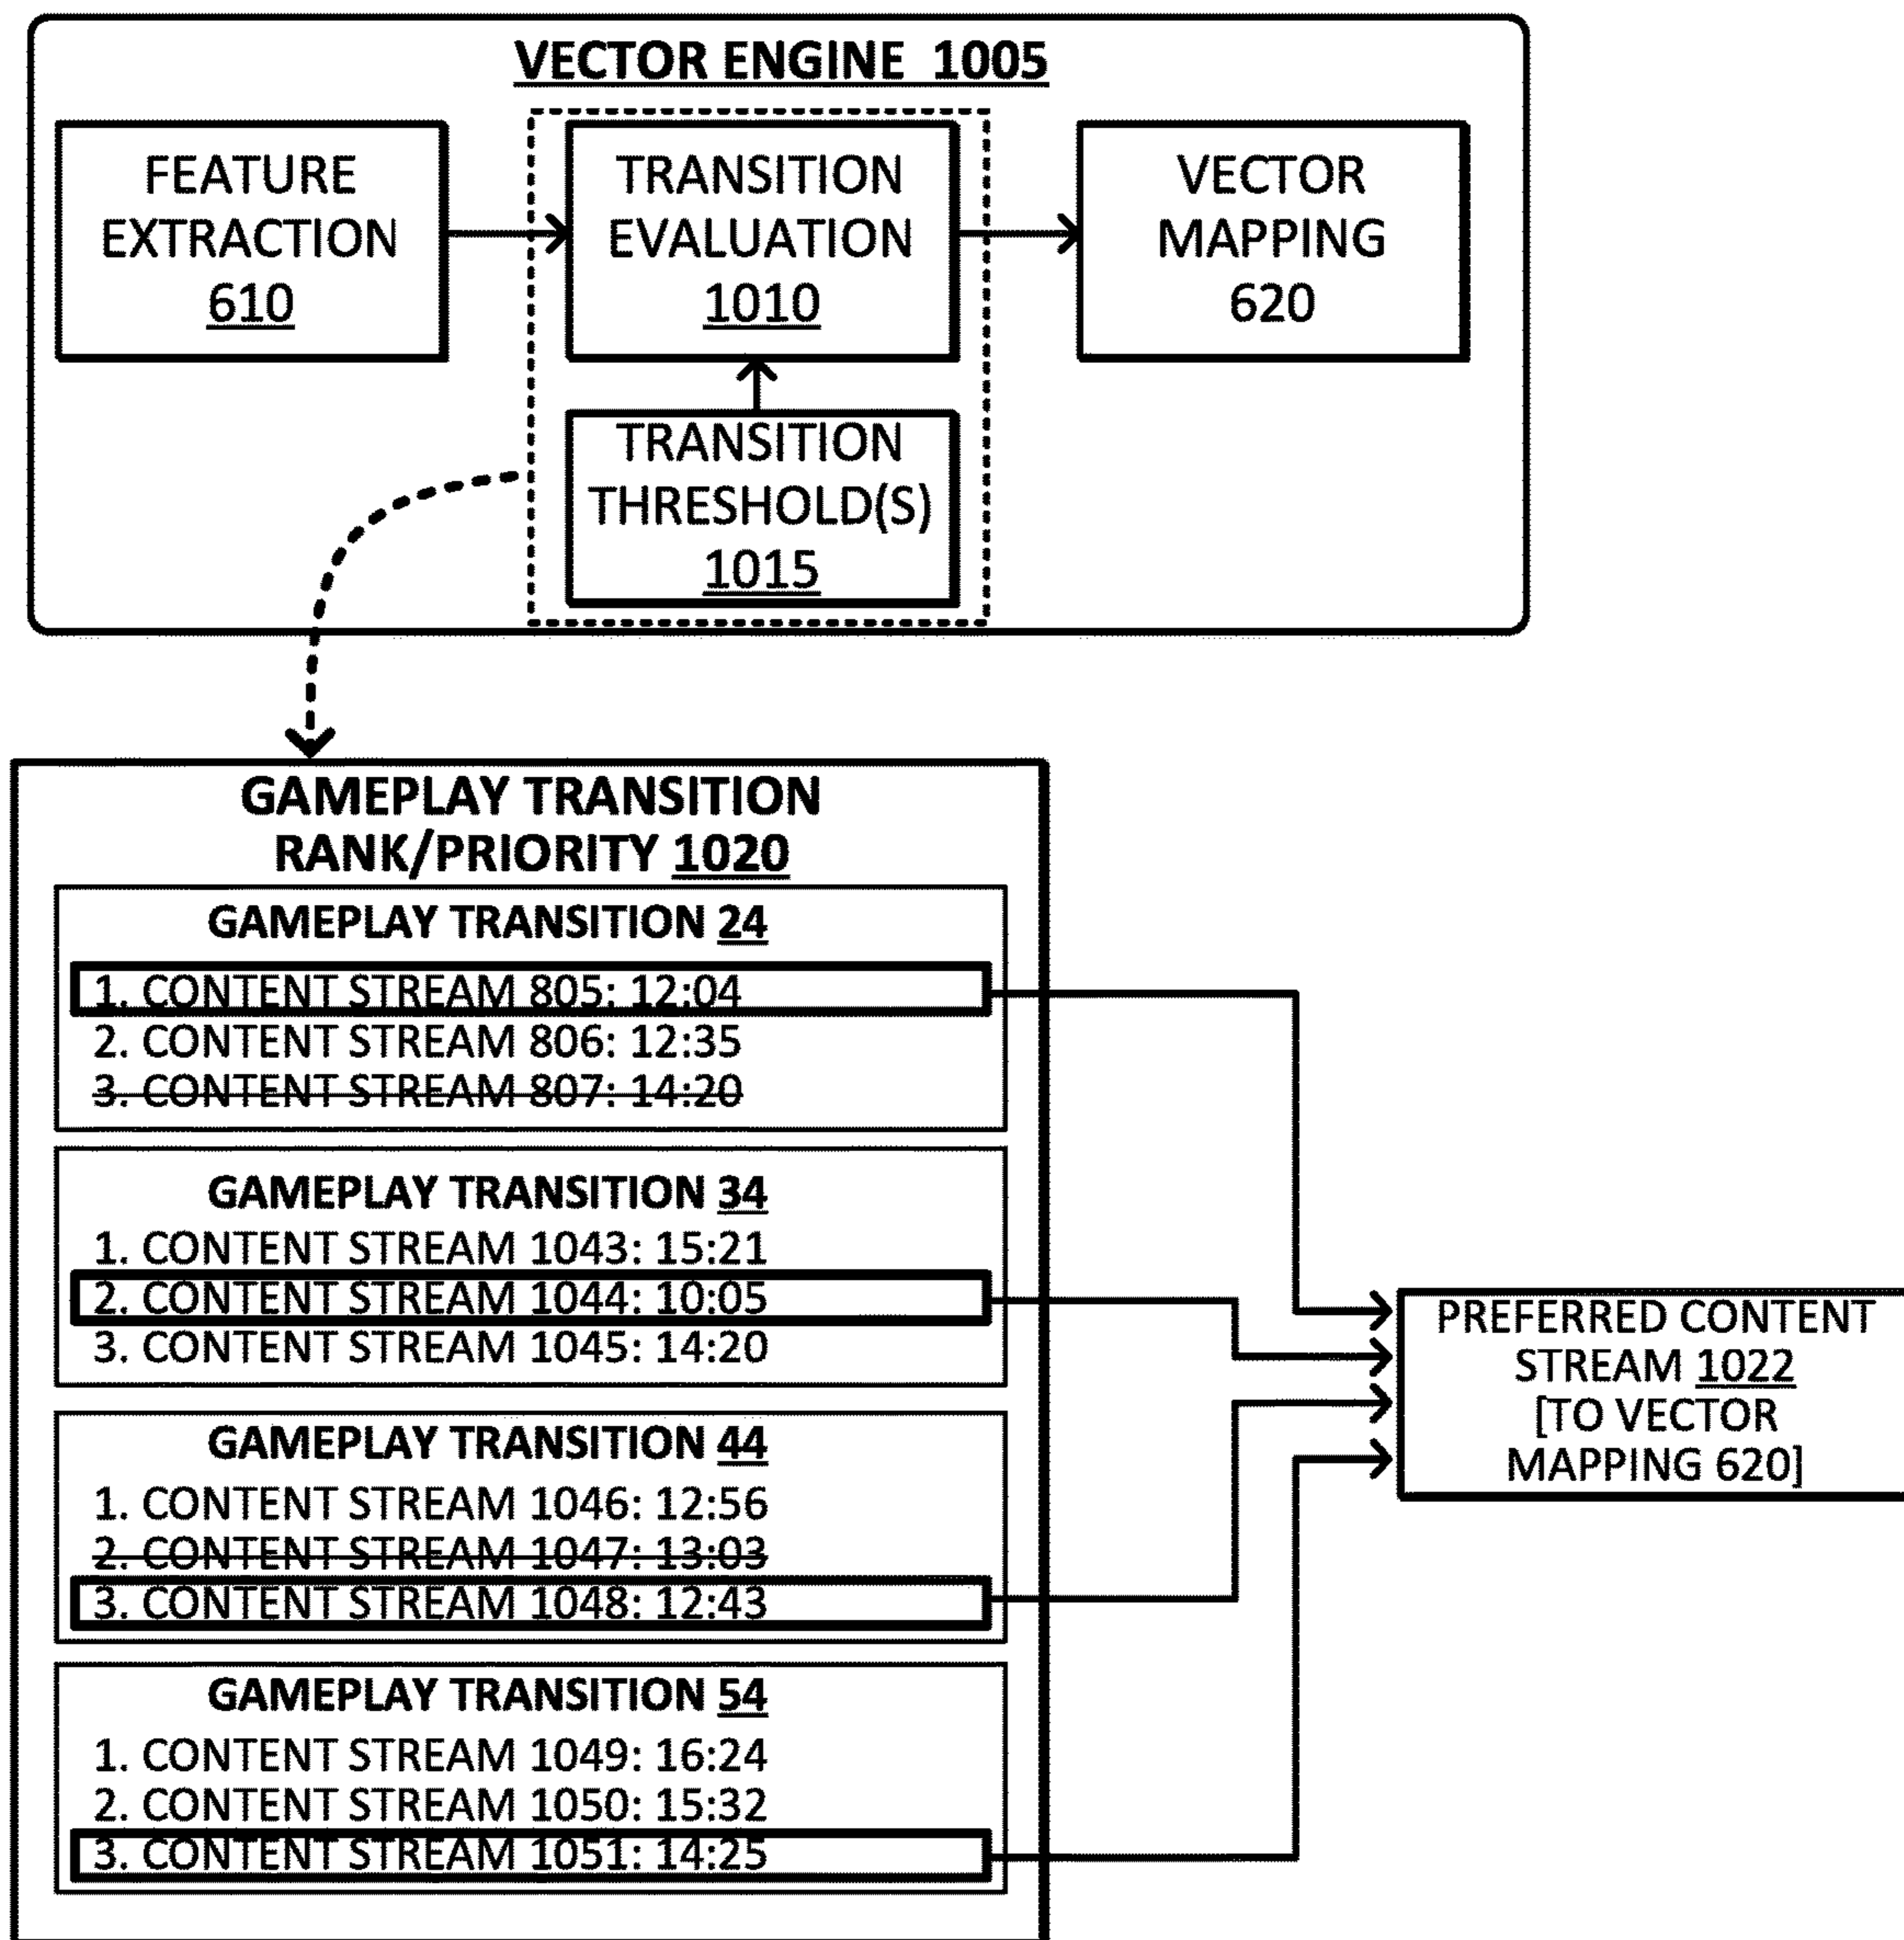 VECTOR ENGINE 1005
FEATURE
EXTRACTION
610
TRANSITION
EVALUATION
1010
VECTOR
MAPPING
620
TRANSITION
THRESHOLD(S)
1015
GAMEPLAY TRANSITION
RANK/PRIORITY 1020
GAMEPLAY TRANSITION 24
1. CONTENT STREAM 805: 12:04
2. CONTENT STREAM 806: 12:35
3. CONTENT STREAM 807: 14:20
GAMEPLAY TRANSITION 34
1. CONTENT STREAM 1043: 15:21
2. CONTENT STREAM 1044: 10:05
3. CONTENT STREAM 1045: 14:20
GAMEPLAY TRANSITION 44
1. CONTENT STREAM 1046: 12:56
2. CONTENT STREAM 1047: 13:03
3. CONTENT STREAM 1048: 12:43
GAMEPLAY TRANSITION 54
1. CONTENT STREAM 1049: 16:24
2. CONTENT STREAM 1050: 15:32
3. CONTENT STREAM 1051: 14:25
PREFERRED CONTENT
STREAM 1022
[TO VECTOR
MAPPING 620]